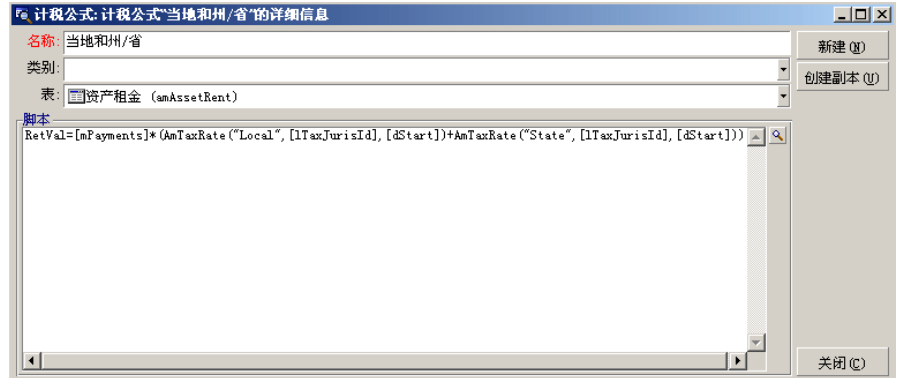 计税公式: 计税公式"当地和州/省"的详细信息
名称: 当地和州/省
新建(N)
类别:
创建副本(U)
表: 资产租金 (amAssetRent)
脚本
RetVal=[mPayments]*(AmTaxRate("Local",[lTaxJurisId],[dStart])+AmTaxRate("State",[lTaxJurisId],[dStart]))
关闭(C)